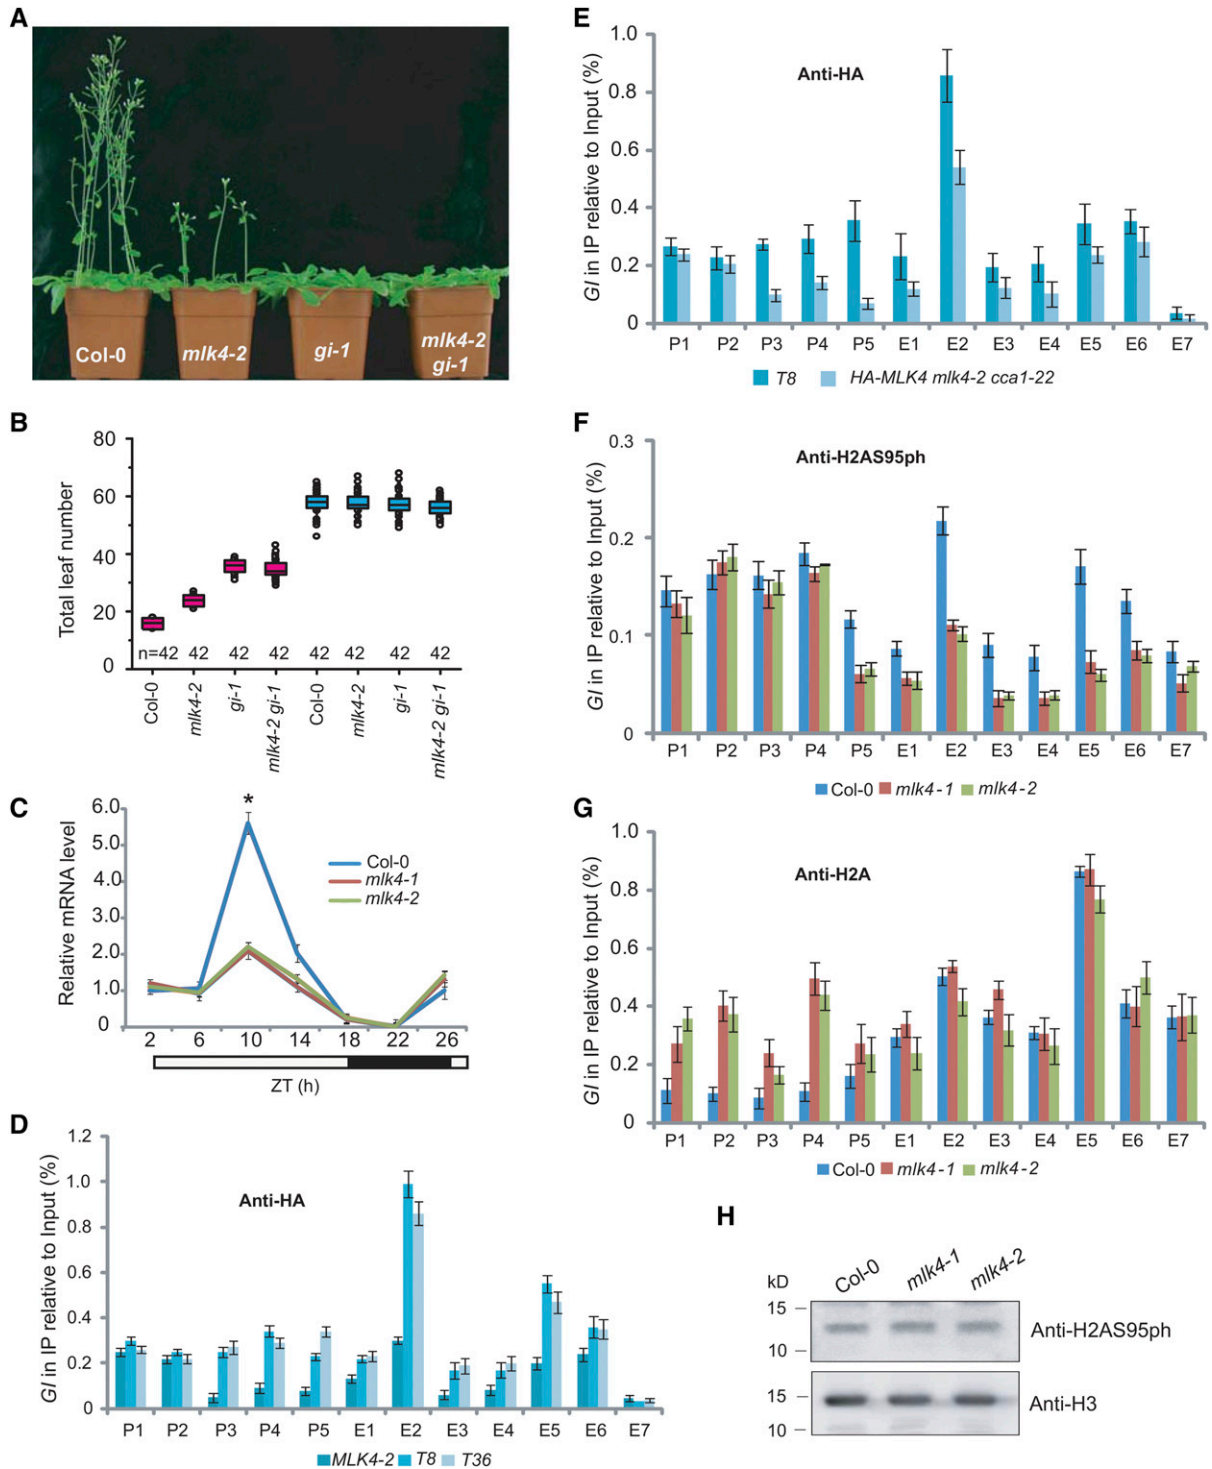 A
Col-0
mlk4-2
gi-1
mlk4-2
gi-1
B
Total leaf number
80
60
40
20
0
n=42 42 42 42 42 42 42 42
Col-0
mlk4-2
gi-1
mlk4-2 gi-1
Col-0
mlk4-2
gi-1
mlk4-2 gi-1
C
Relative mRNA level
6.0
5.0
4.0
3.0
2.0
1.0
0
*
Col-0
mlk4-1
mlk4-2
2 6 10 14 18 22 26
ZT (h)
D
GI in IP relative to Input (%)
1.2
1.0
0.8
0.6
0.4
0.2
0
Anti-HA
P1 P2 P3 P4 P5 E1 E2 E3 E4 E5 E6 E7
MLK4-2 T8 T36
E
GI in IP relative to Input (%)
1.0
0.8
0.6
0.4
0.2
0
Anti-HA
P1 P2 P3 P4 P5 E1 E2 E3 E4 E5 E6 E7
T8 HA-MLK4 mlk4-2 cca1-22
F
GI in IP relative to Input (%)
0.3
0.2
0.1
0
Anti-H2AS95ph
P1 P2 P3 P4 P5 E1 E2 E3 E4 E5 E6 E7
Col-0 mlk4-1 mlk4-2
G
GI in IP relative to Input (%)
1.0
0.8
0.6
0.4
0.2
0
Anti-H2A
P1 P2 P3 P4 P5 E1 E2 E3 E4 E5 E6 E7
Col-0 mlk4-1 mlk4-2
H
kD
Col-0
mlk4-1
mlk4-2
15
10
Anti-H2AS95ph
15
10
Anti-H3